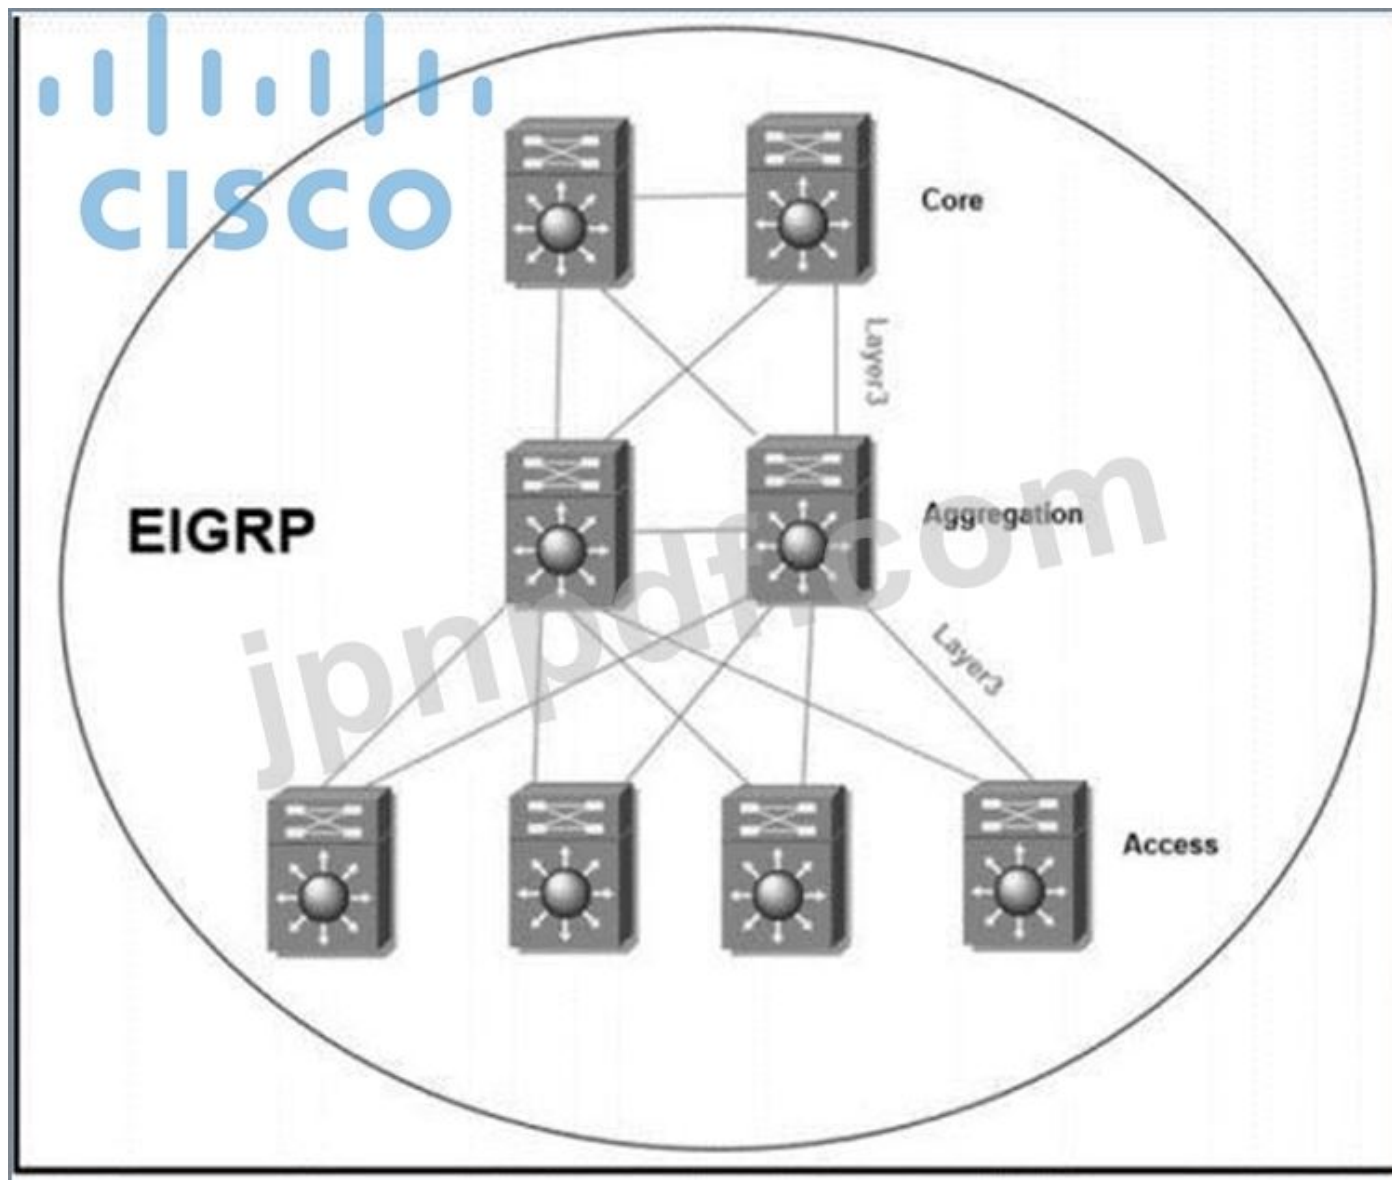 CISCO
Core
Layer3
EIGRP
Aggregation
jpnpdf.com
Layer3
Access